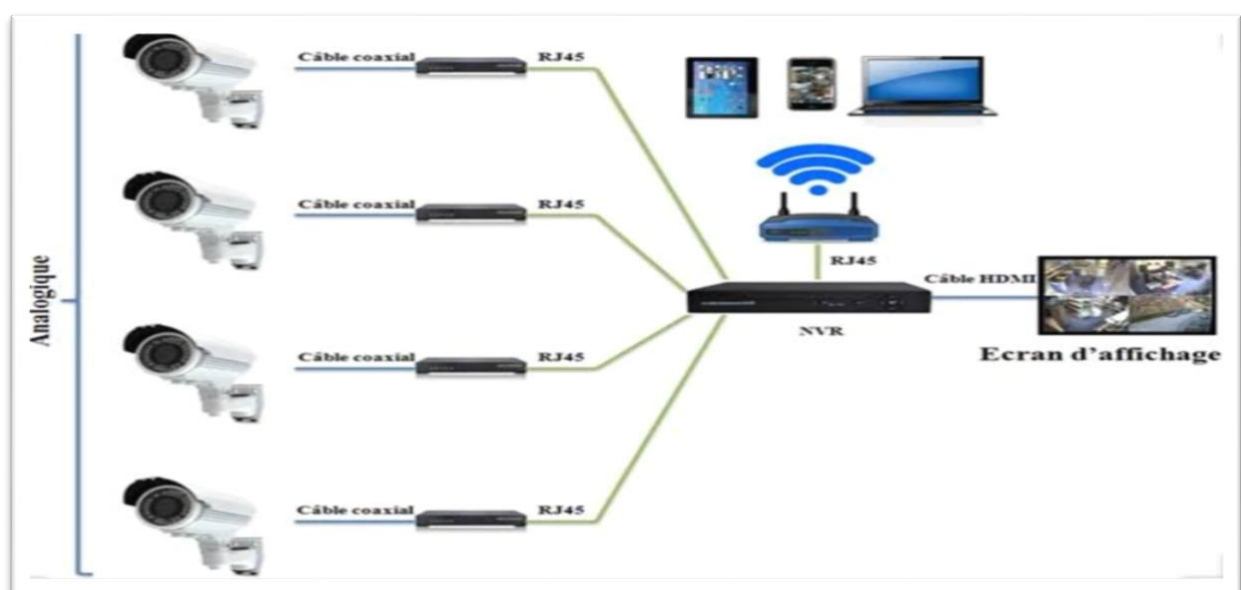 Câble coaxial
RJ45
Câble coaxial
RJ45
RJ45
Câble HDMI
Analogique
NVR
Ecran d'affichage
Câble coaxial
RJ45
Câble coaxial
RJ45